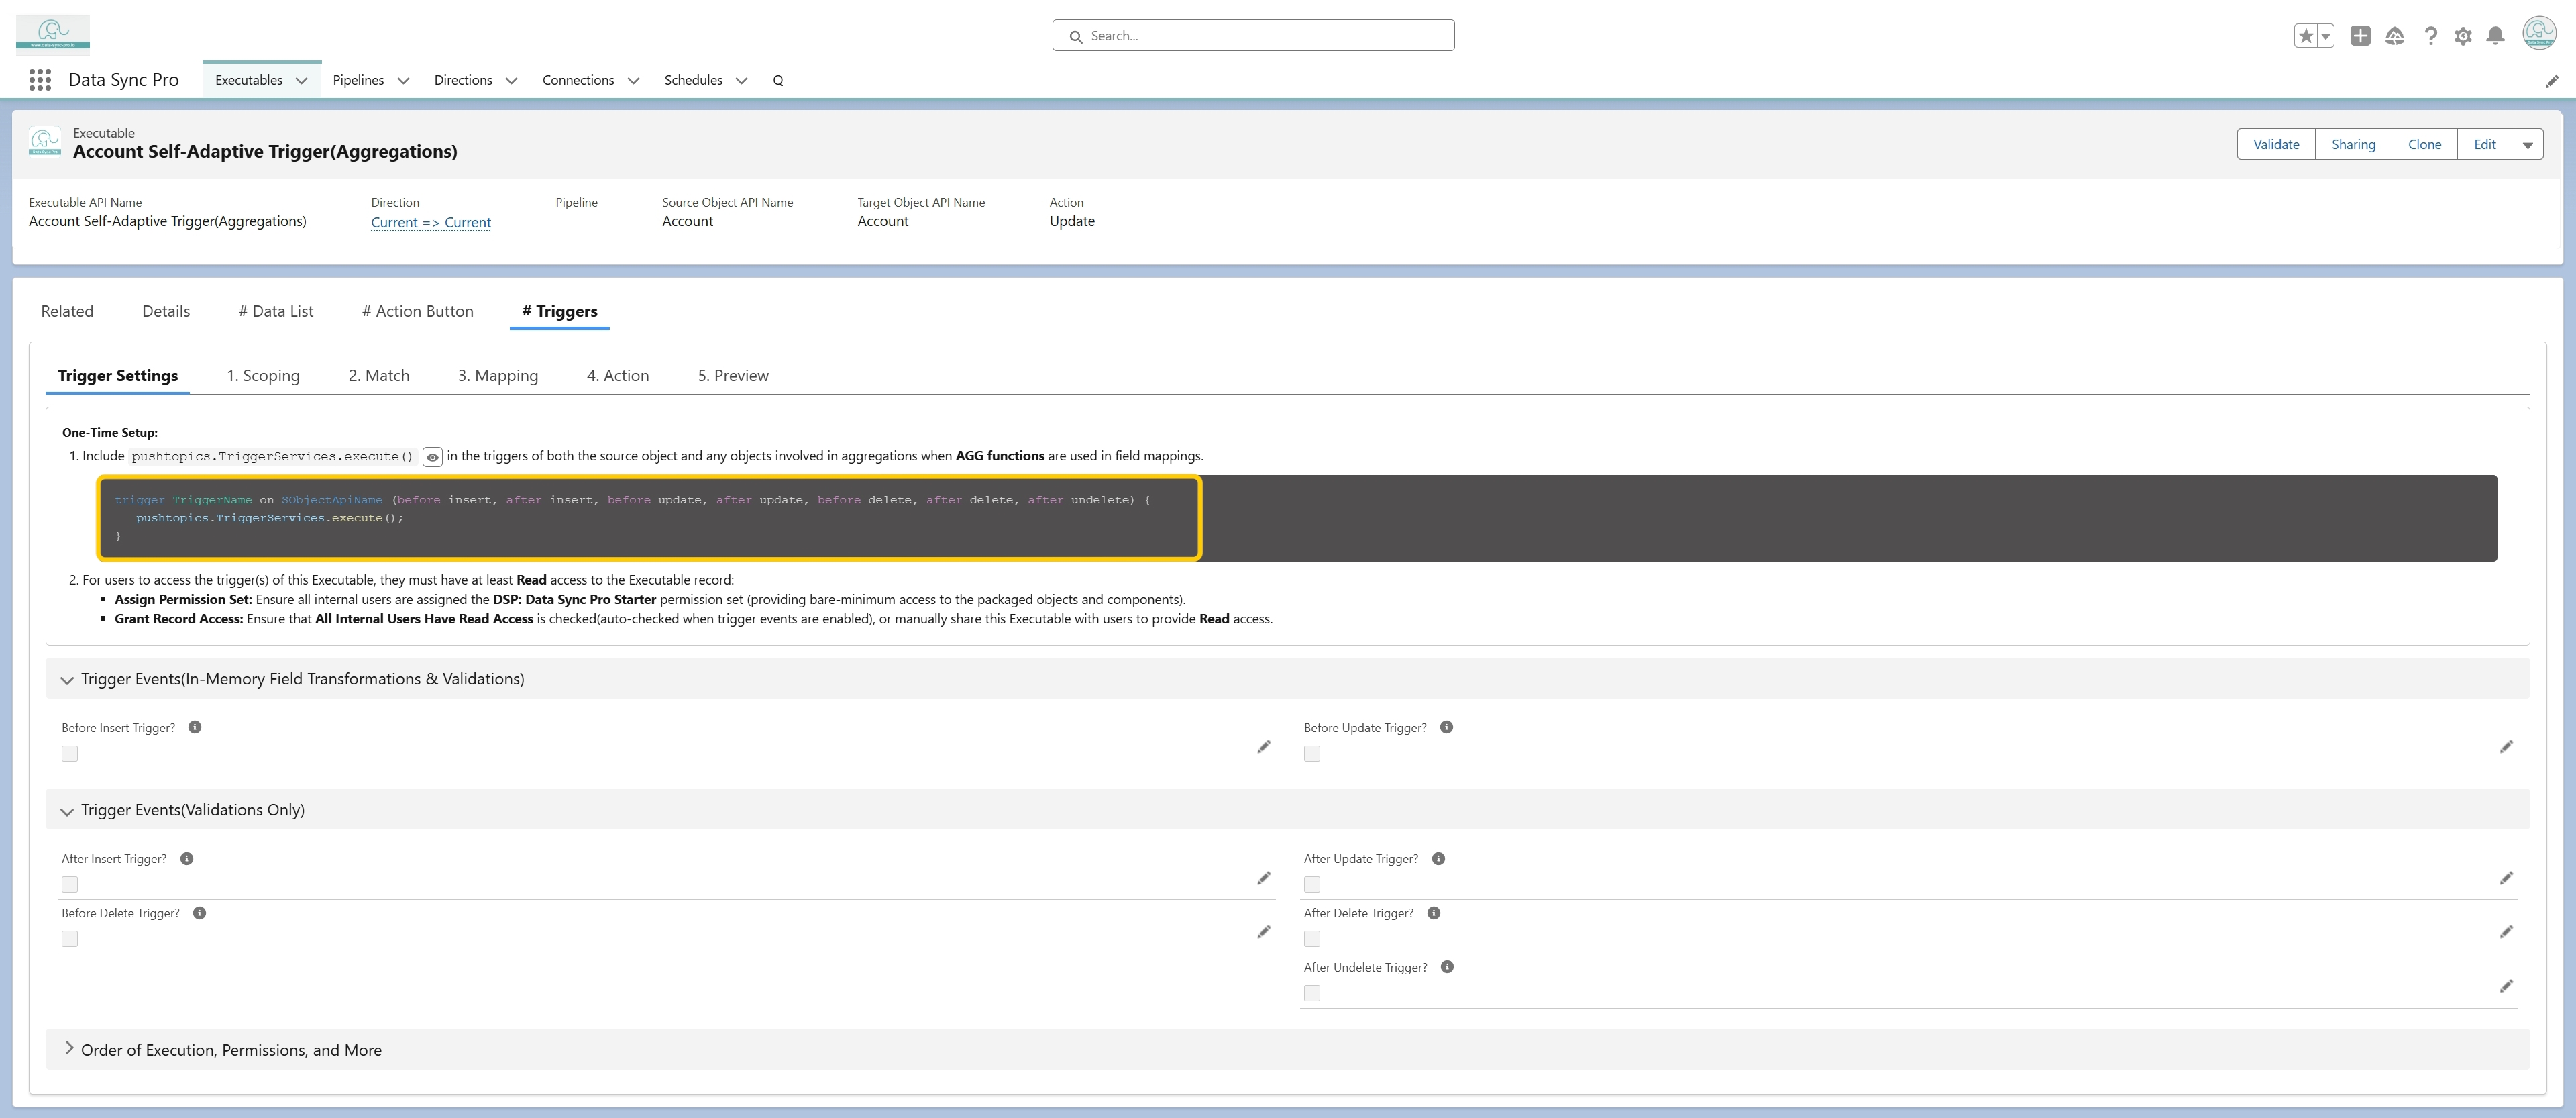 www.data-sync-pro.io
Search...
Data Sync Pro
Executables
Pipelines
Directions
Connections
Schedules
Q
Executable
Account Self-Adaptive Trigger(Aggregations)
Validate
Sharing
Clone
Edit
Executable API Name
Account Self-Adaptive Trigger(Aggregations)
Direction
Current => Current
Pipeline
Source Object API Name
Account
Target Object API Name
Account
Action
Update
Related
Details
# Data List
# Action Button
# Triggers
Trigger Settings
1. Scoping
2. Match
3. Mapping
4. Action
5. Preview
One-Time Setup:
1. Include pushtopics.TriggerServices.execute() in the triggers of both the source object and any objects involved in aggregations when AGG functions are used in field mappings.
trigger TriggerName on SObjectApiName (before insert, after insert, before update, after update, before delete, after delete, after undelete) {
pushtopics.TriggerServices.execute();
}
2. For users to access the trigger(s) of this Executable, they must have at least Read access to the Executable record:
▪ Assign Permission Set: Ensure all internal users are assigned the DSP: Data Sync Pro Starter permission set (providing bare-minimum access to the packaged objects and components).
▪ Grant Record Access: Ensure that All Internal Users Have Read Access is checked(auto-checked when trigger events are enabled), or manually share this Executable with users to provide Read access.
Trigger Events(In-Memory Field Transformations & Validations)
Before Insert Trigger?
Before Update Trigger?
Trigger Events(Validations Only)
After Insert Trigger?
After Update Trigger?
Before Delete Trigger?
After Delete Trigger?
After Undelete Trigger?
Order of Execution, Permissions, and More